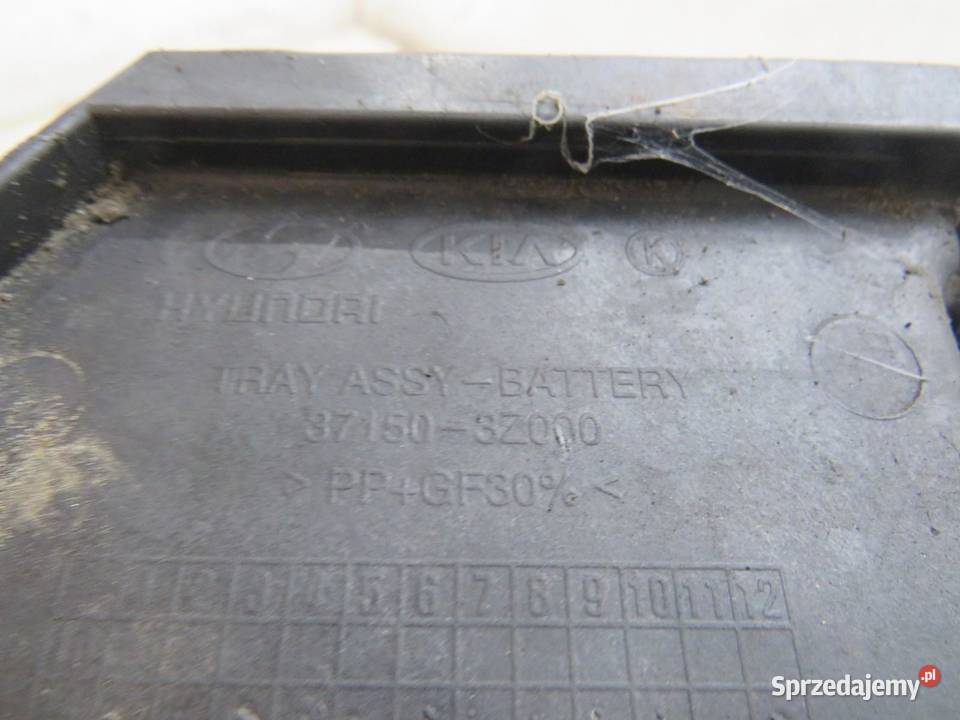 KIA K
HYUNDAI
TRAY ASSY-BATTERY
37150-3Z000
> PP+GF30% <
1 2 3 4 5 6 7 8 9 10 11 12
10
Sprzedajemy.pl